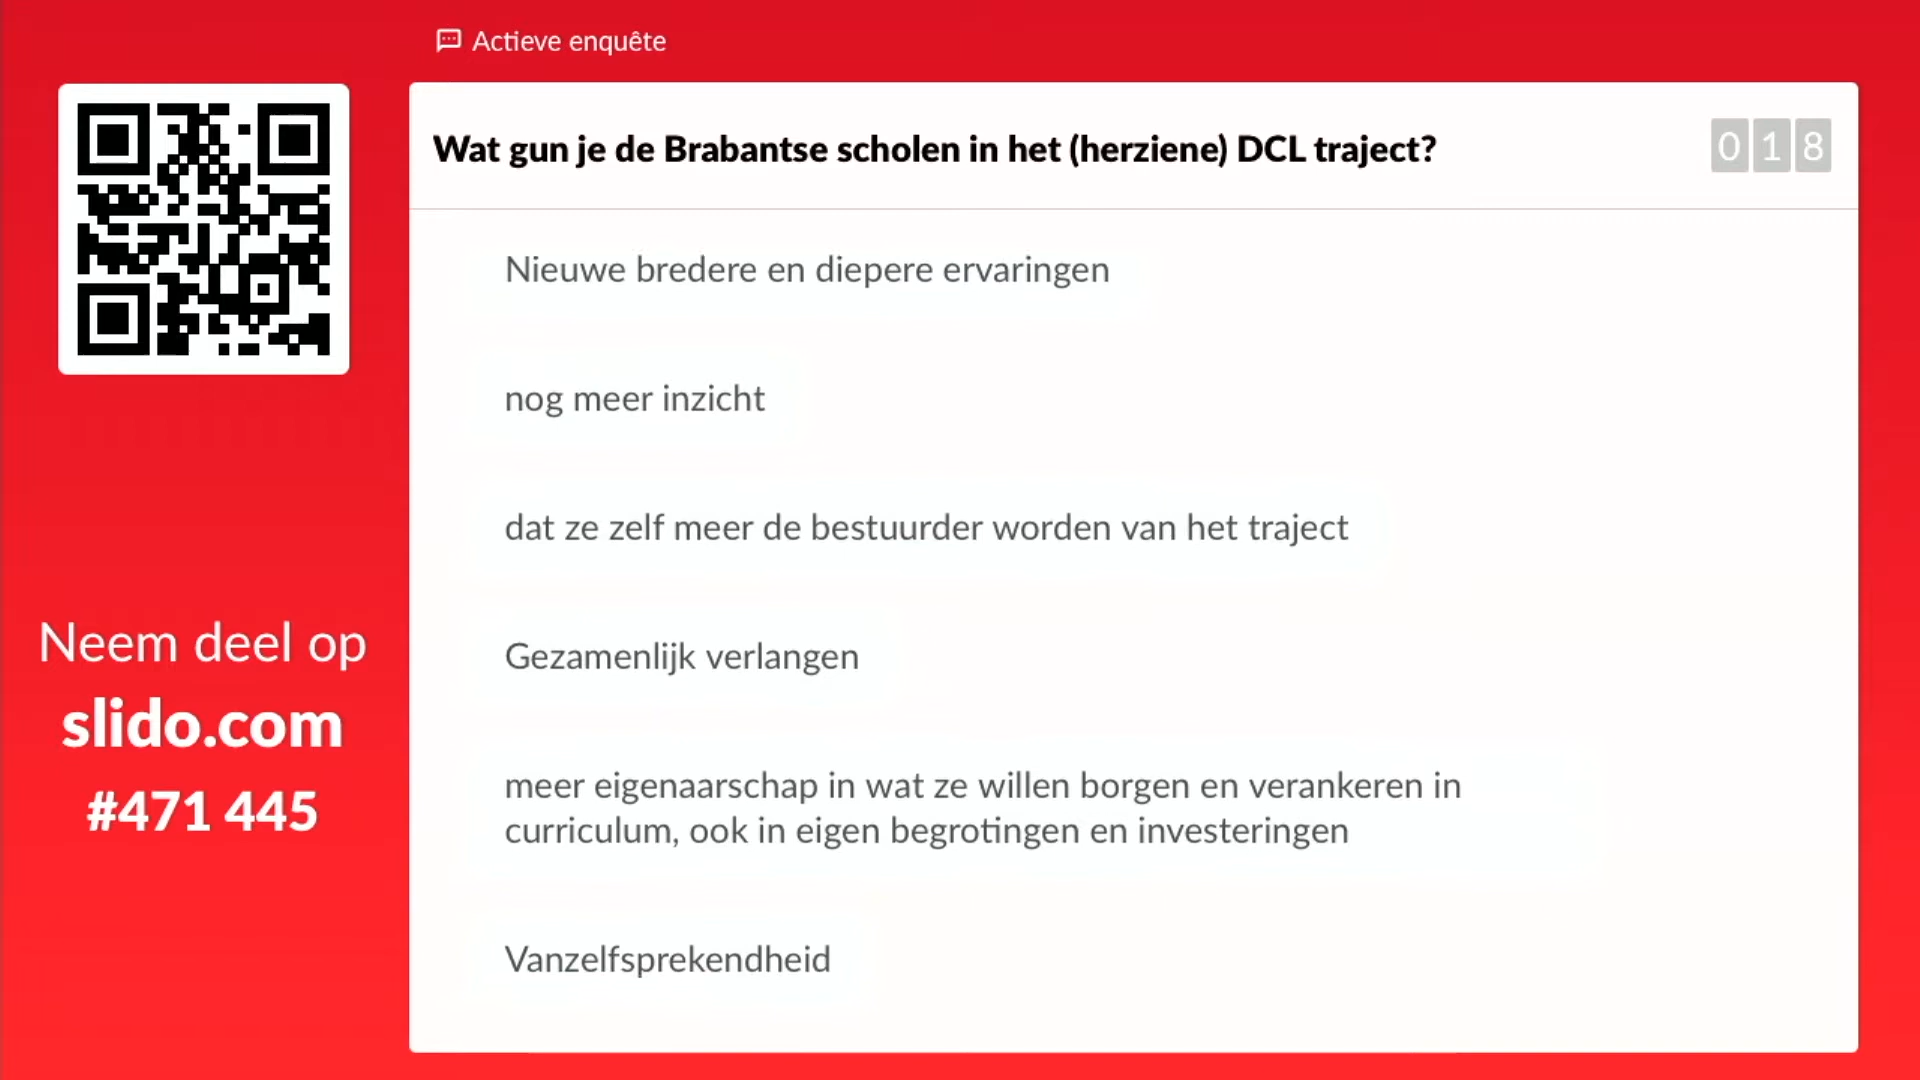 Actieve enquête
Wat gun je de Brabantse scholen in het (herziene) DCL traject?
018
Nieuwe bredere en diepere ervaringen
nog meer inzicht
dat ze zelf meer de bestuurder worden van het traject
Gezamenlijk verlangen
meer eigenaarschap in wat ze willen borgen en verankeren in
curriculum, ook in eigen begrotingen en investeringen
Vanzelfsprekendheid
Neem deel op
slido.com
#471 445